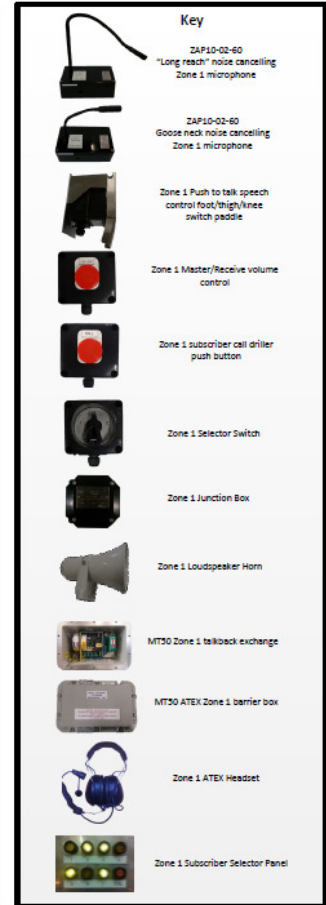 Key
ZAP10-02-60
"Long reach" noise cancelling
Zone 1 microphone
ZAP10-02-60
Goose neck noise cancelling
Zone 1 microphone
Zone 1 Push to talk speech
control foot/thigh/knee
switch paddle
Zone 1 Master/Receive volume
control
Zone 1 subscriber call driller
push button
Zone 1 Selector Switch
Zone 1 Junction Box
Zone 1 Loudspeaker Horn
MT50 Zone 1 talkback exchange
MT50 ATEX Zone 1 barrier box
Zone 1 ATEX Headset
Zone 1 Subscriber Selector Panel